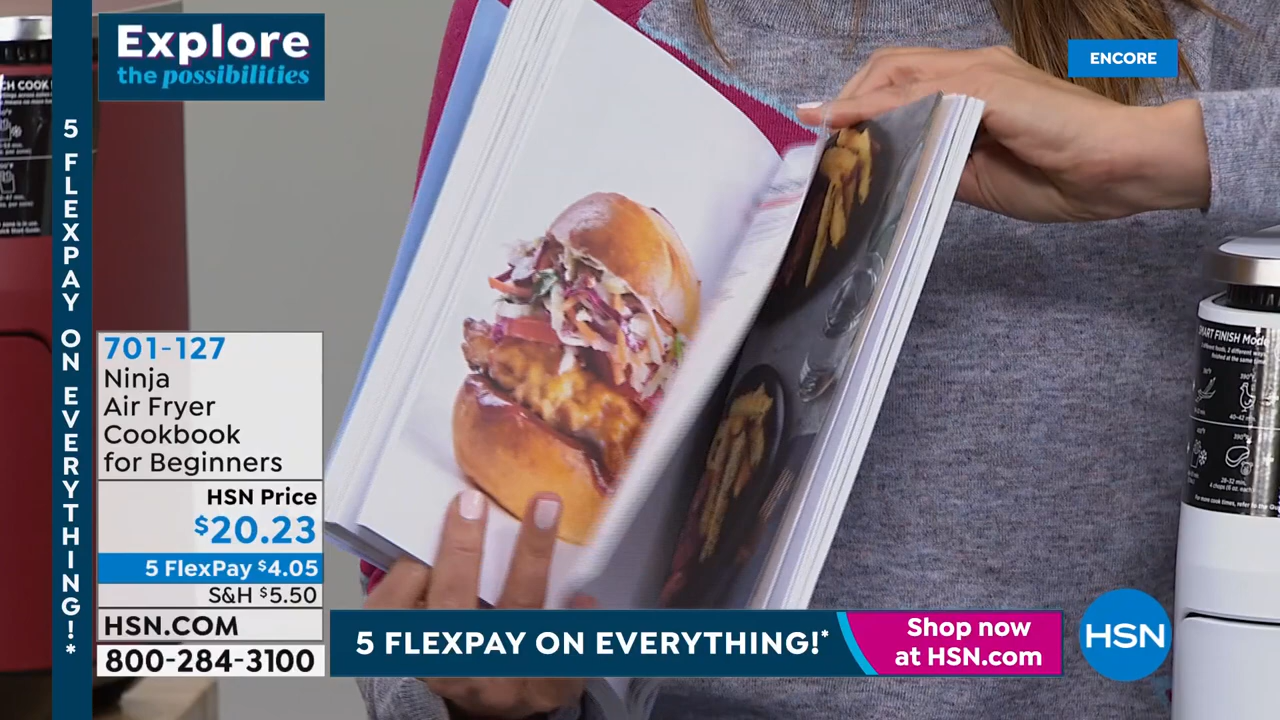 Explore
the possibilities
ENCORE
5 FLEXPAY ON EVERYTHING!*
701-127
Ninja
Air Fryer
Cookbook
for Beginners
HSN Price
$20.23
5 FlexPay $4.05
S&H $5.50
HSN.COM
800-284-3100
5 FLEXPAY ON EVERYTHING!*
Shop now
at HSN.com
HSN
SMART FINISH
390°F